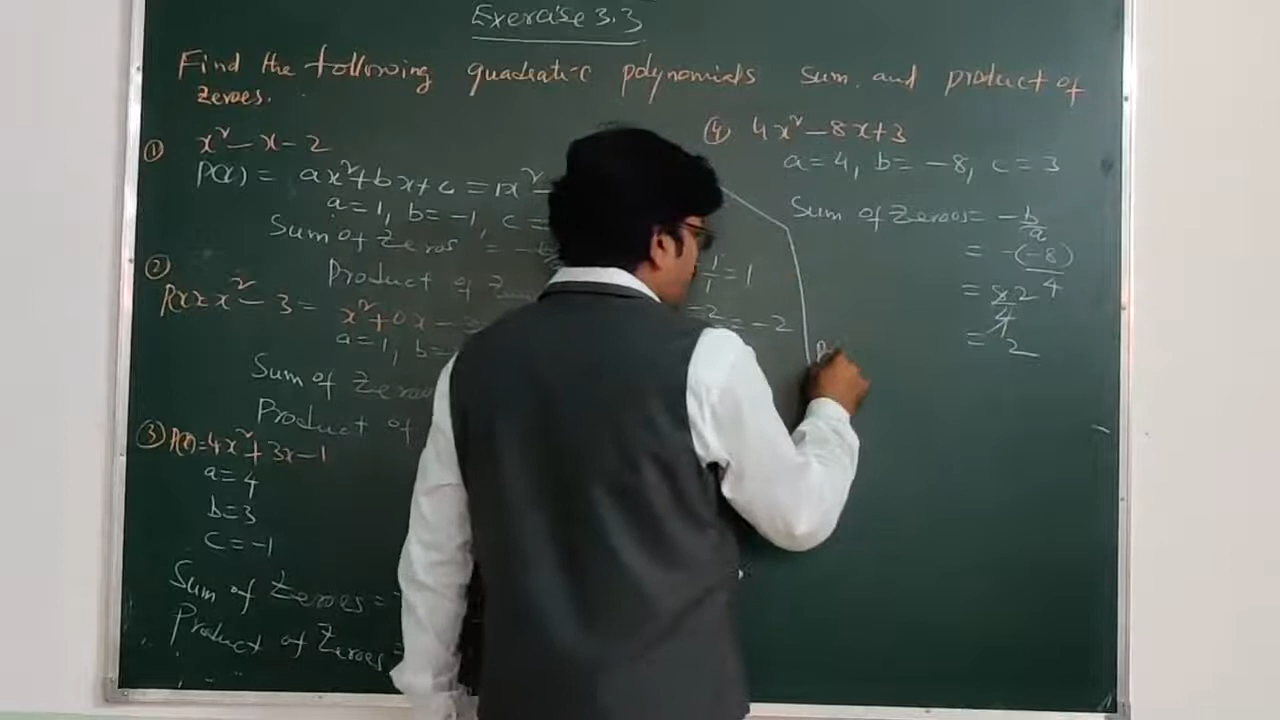 Exercise 3.3
Find the following quadratic polynomials sum and product of
zeroes.
① x² - x - 2
P(x) = ax² + bx + c = 1x² -
a = 1, b = -1, c =
Sum of Zeros = -b/a
1/1 = 1
Product of
-2 = -2
② P(x) = x² - 3 = x² + 0x - 3
a = 1, b =
Sum of Zeroes
Product of
③ P(x) = 4x² + 3x - 1
a = 4
b = 3
c = -1
Sum of Zeroes =
Product of Zeroes =
④ 4x² - 8x + 3
a = 4, b = -8, c = 3
Sum of Zeroes = -b/a
= -(-8)/4
= 8/4 2
= 2